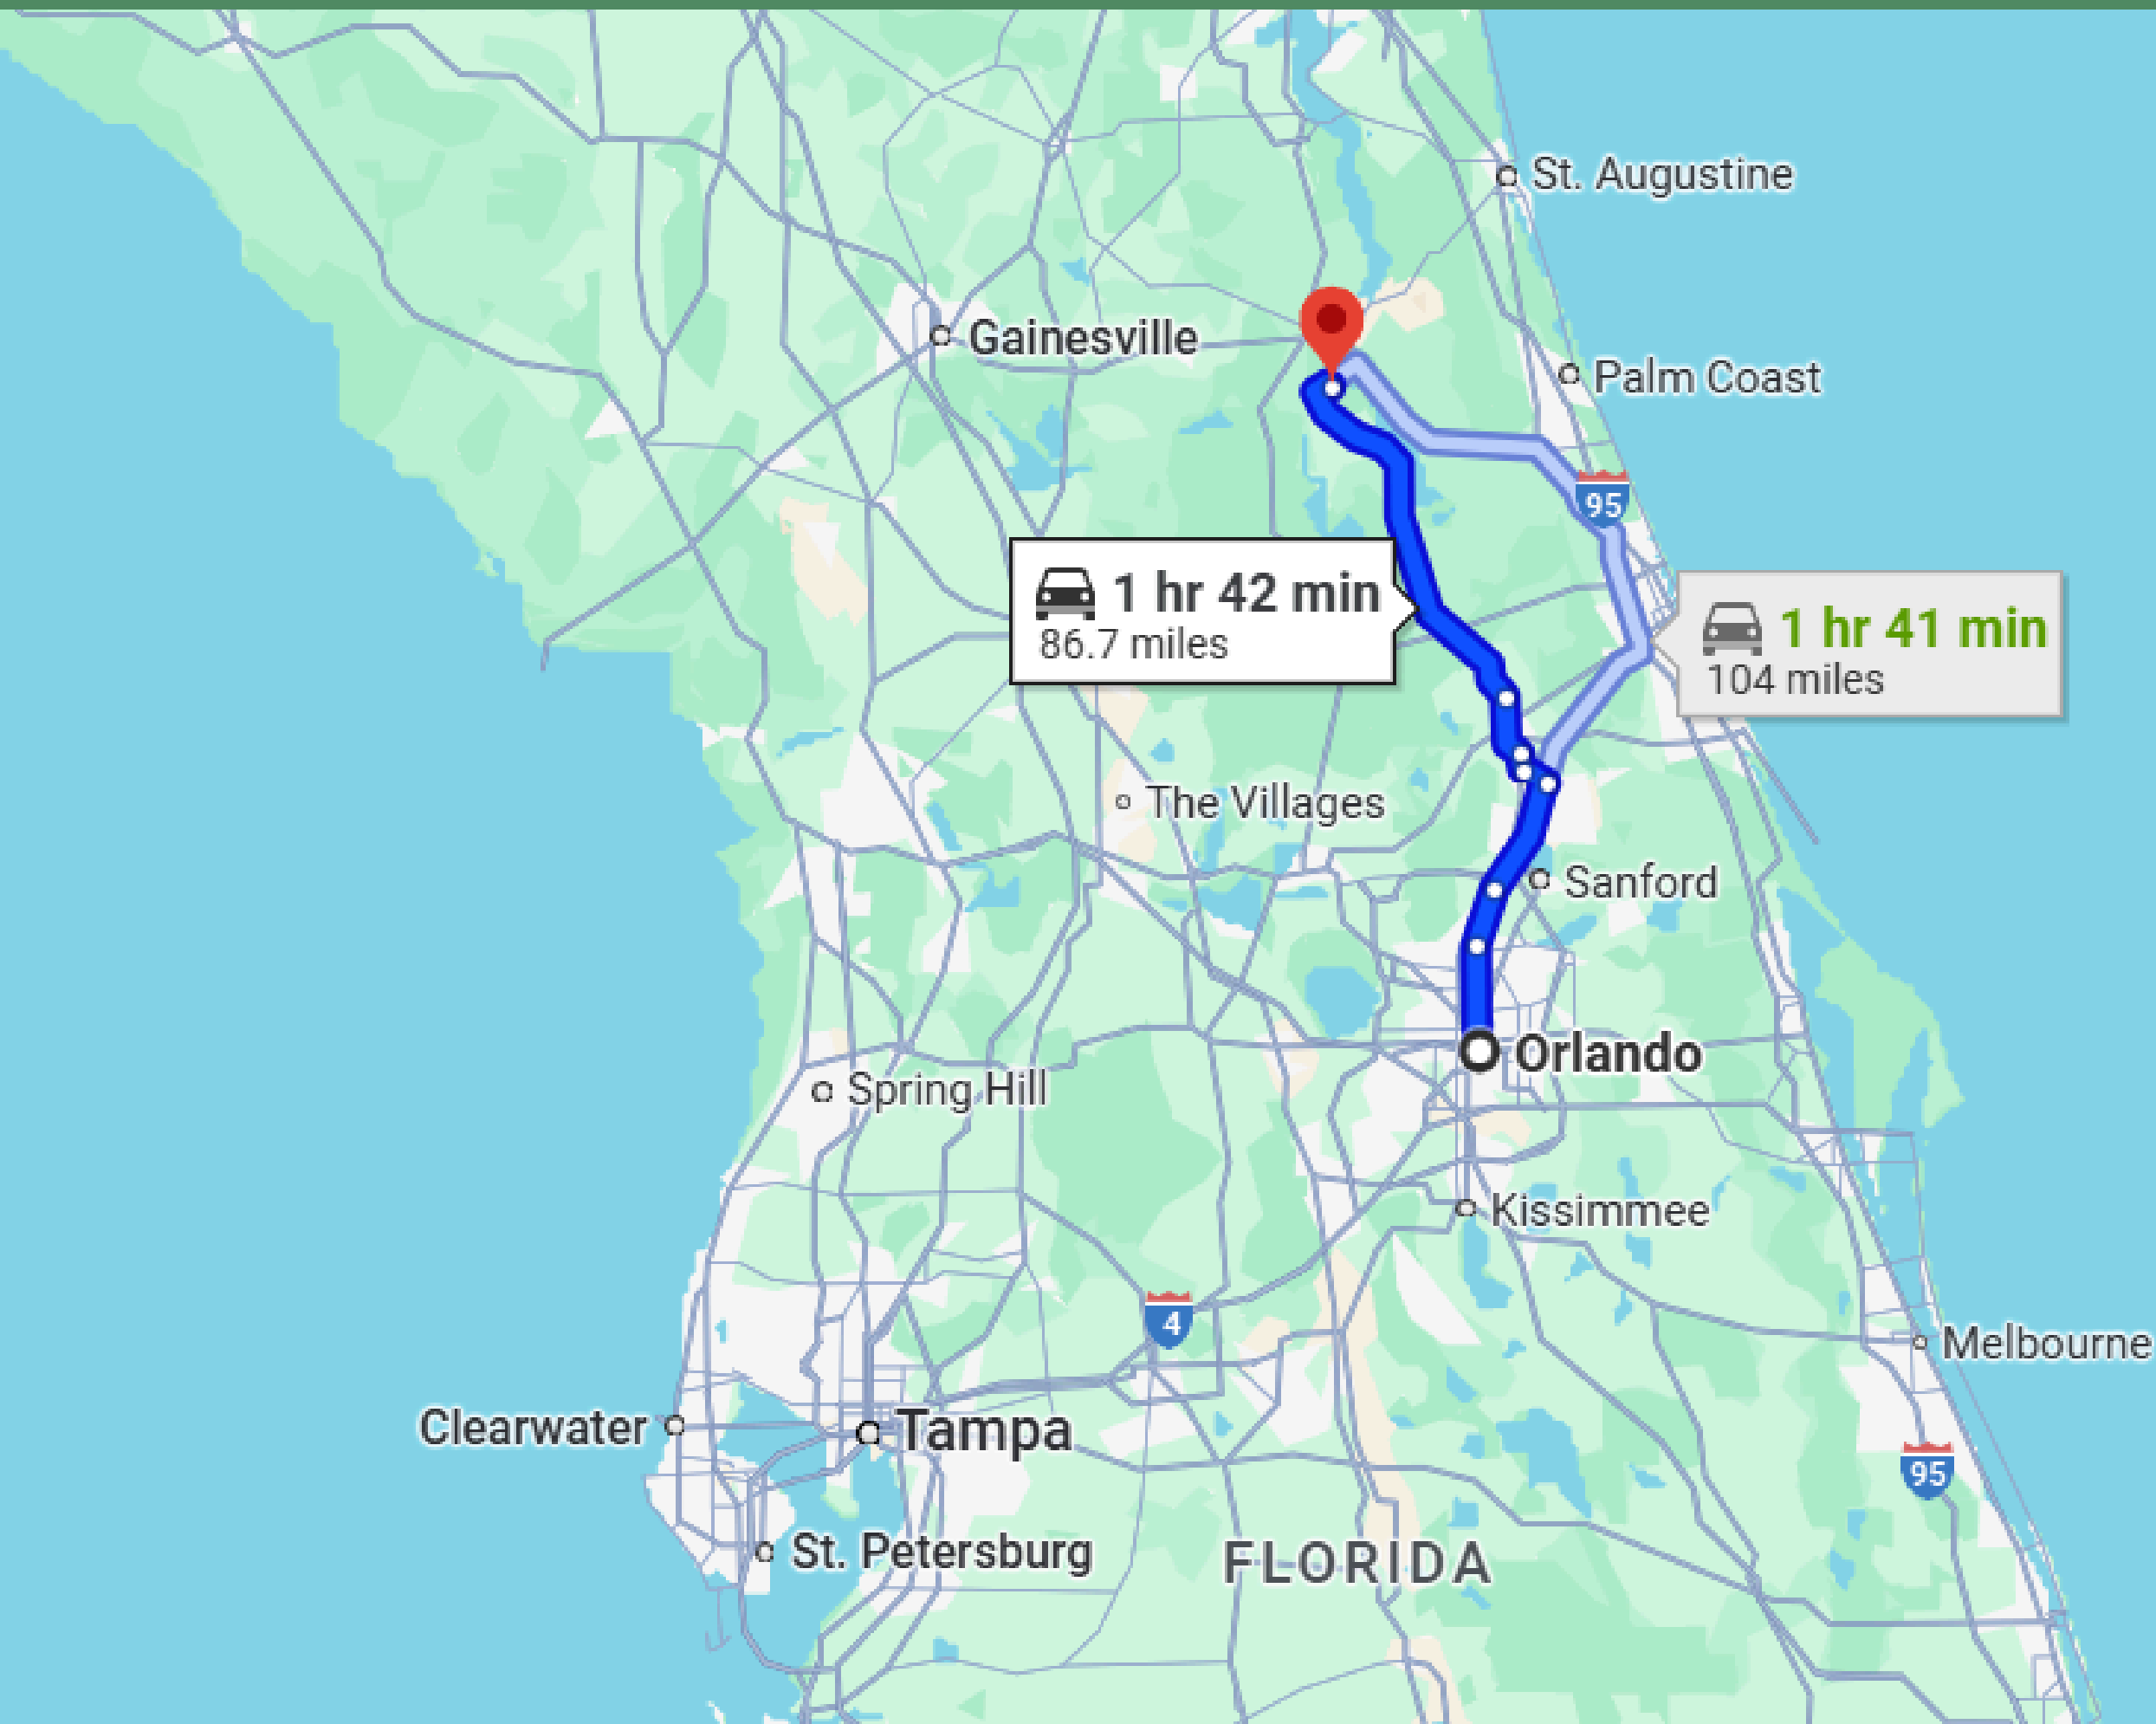 St. Augustine
Gainesville
Palm Coast
95
1 hr 42 min
86.7 miles
1 hr 41 min
104 miles
The Villages
Sanford
Orlando
Spring Hill
Kissimmee
4
Melbourne
Clearwater
Tampa
95
St. Petersburg
FLORIDA